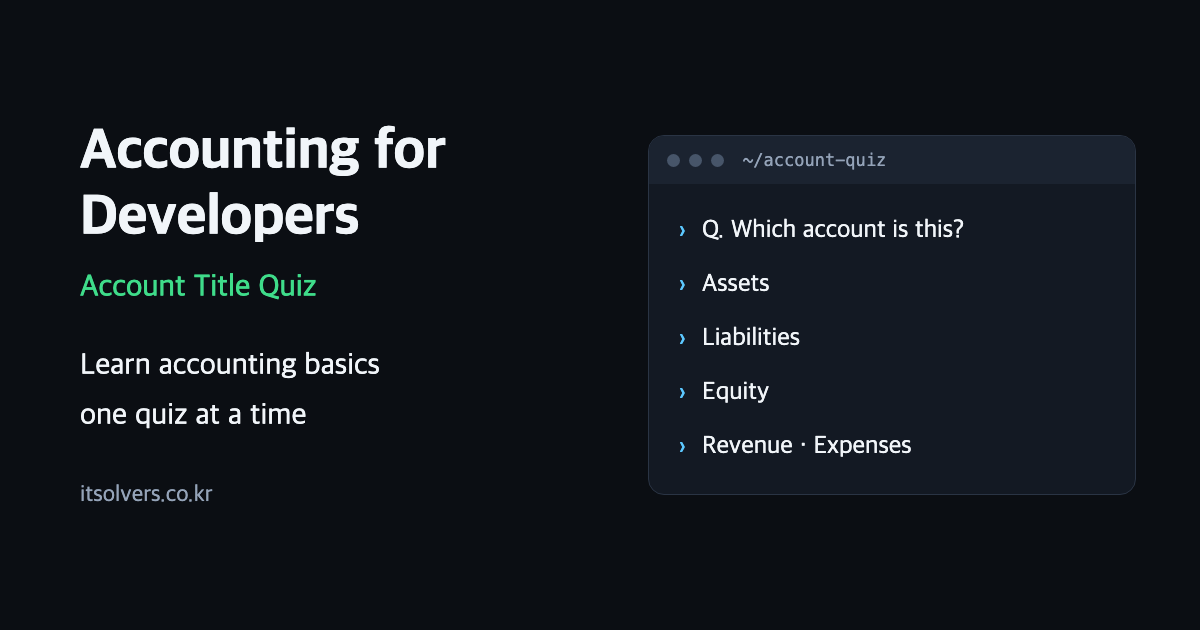 Accounting for
Developers
Account Title Quiz
Learn accounting basics
one quiz at a time
itsolvers.co.kr
~/account-quiz
› Q. Which account is this?
› Assets
› Liabilities
› Equity
› Revenue · Expenses